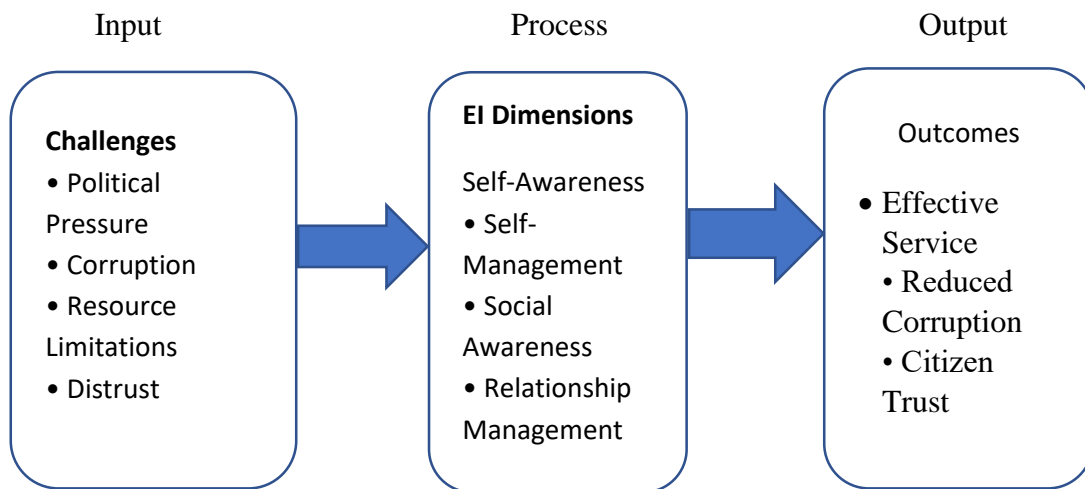 Input
Process
Output
Challenges
• Political
Pressure
• Corruption
• Resource
Limitations
• Distrust
EI Dimensions
Self-Awareness
• Self-
Management
• Social
Awareness
• Relationship
Management
Outcomes
• Effective
Service
• Reduced
Corruption
• Citizen
Trust